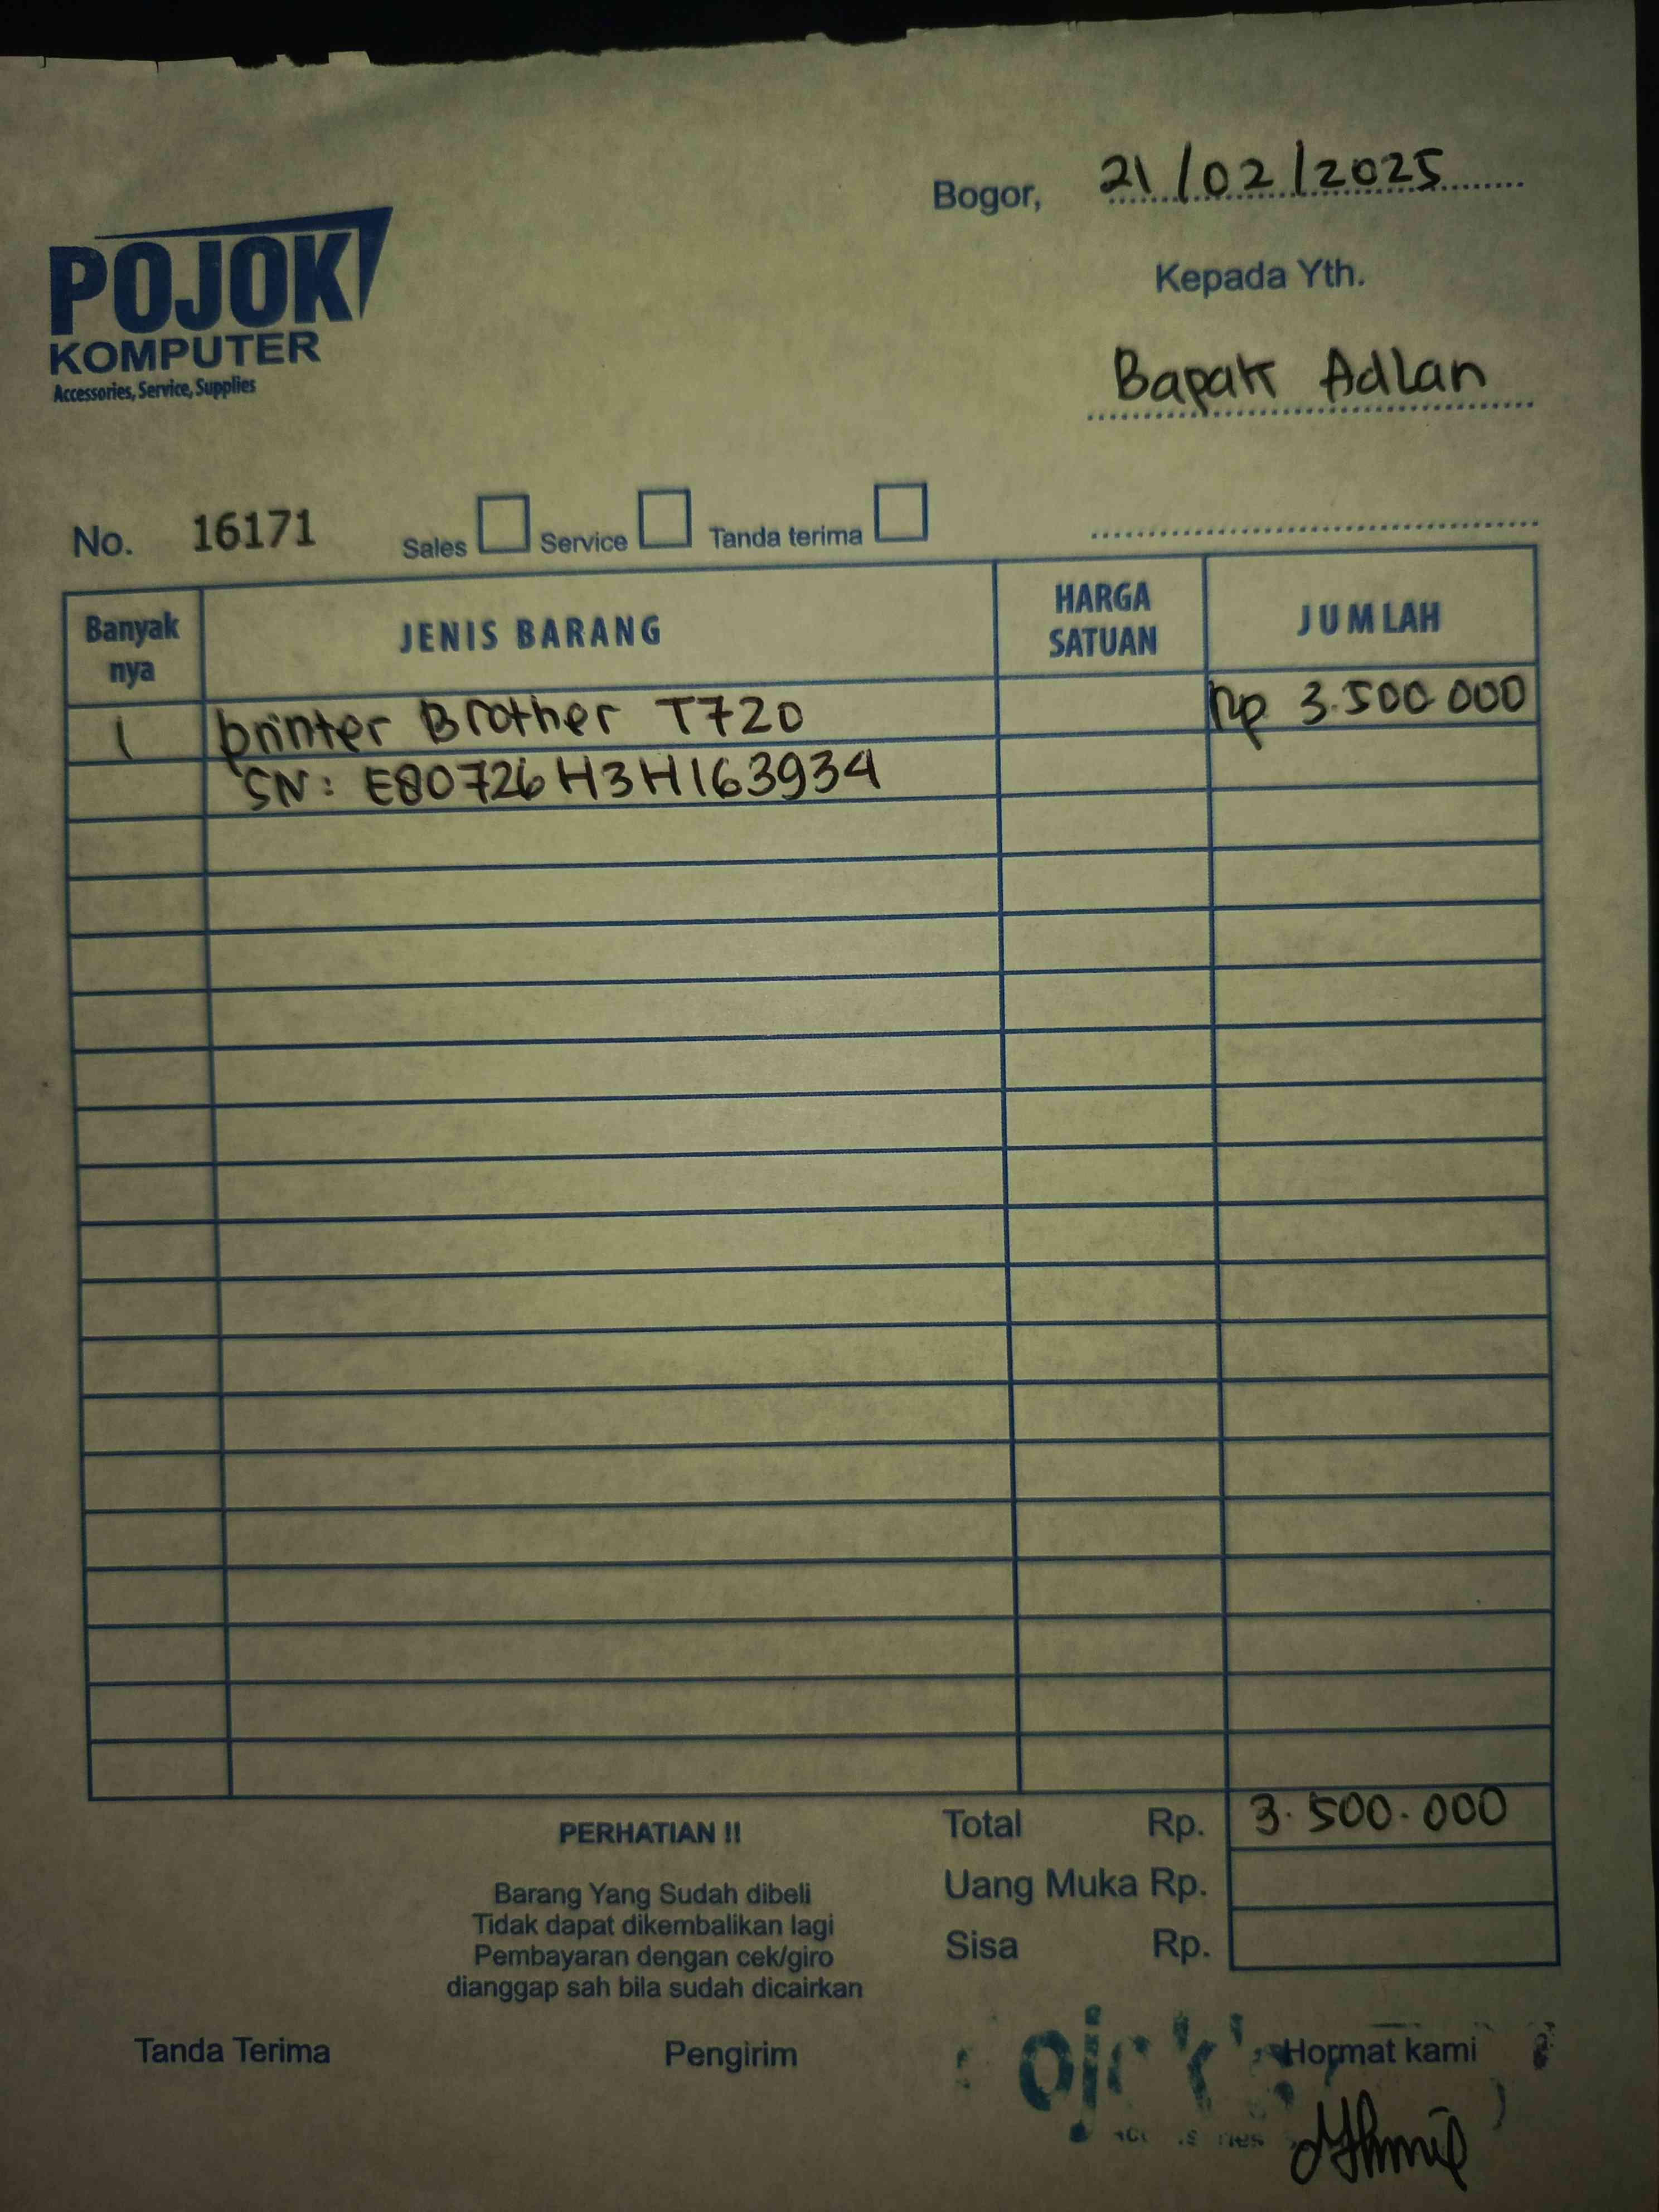 Bogor, 21/02/2025
POJOK
KOMPUTER
Accessories, Service, Supplies
Kepada Yth.
Bapak Adlan
No. 16171 Sales Service Tanda terima
Banyak nya JENIS BARANG HARGA SATUAN JUMLAH
1 printer Brother T720 Rp 3.500.000
SN: E80726H3H163934
Total Rp. 3.500.000
Uang Muka Rp.
Sisa Rp.
PERHATIAN !!
Barang Yang Sudah dibeli
Tidak dapat dikembalikan lagi
Pembayaran dengan cek/giro
dianggap sah bila sudah dicairkan
Tanda Terima Pengirim Hormat kami